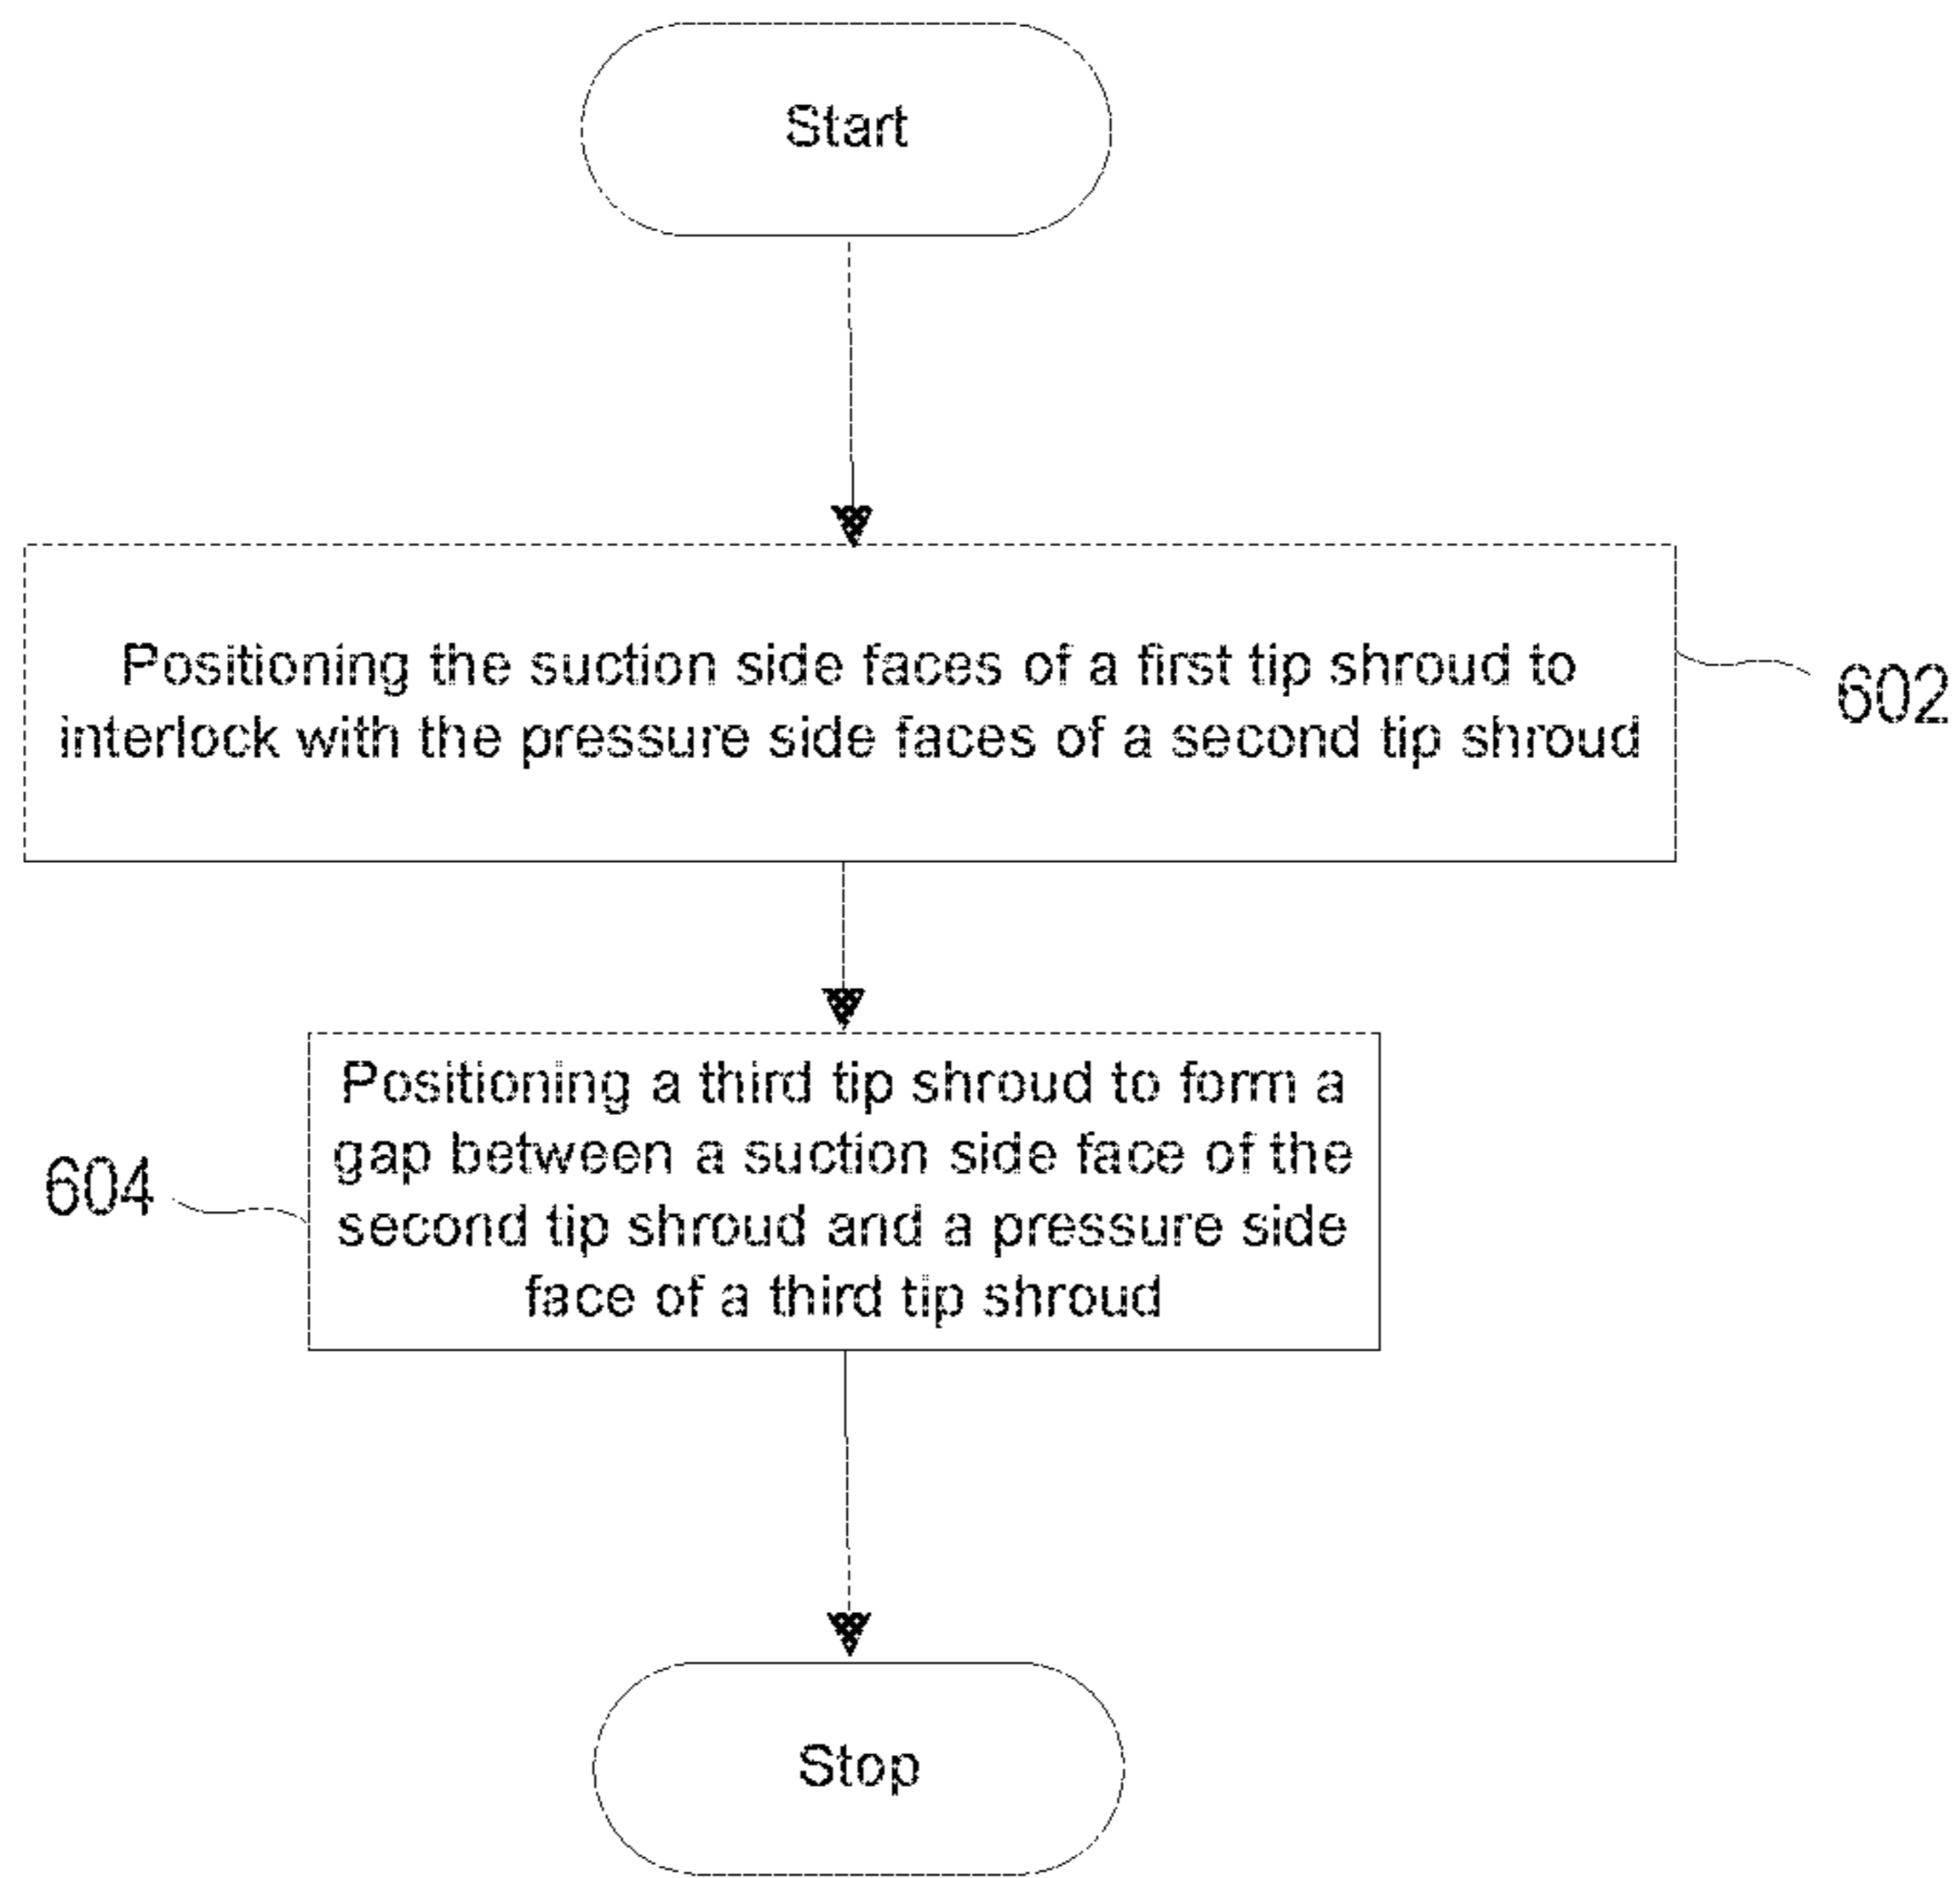 Start
Positioning the suction side faces of a first tip shroud to
interlock with the pressure side faces of a second tip shroud
602
Positioning a third tip shroud to form a
gap between a suction side face of the
second tip shroud and a pressure side
face of a third tip shroud
604
Stop